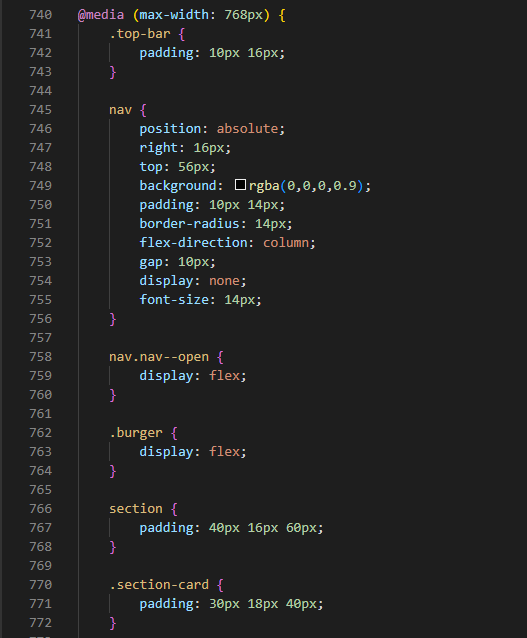 740 @media (max-width: 768px) {
741     .top-bar {
742         padding: 10px 16px;
743     }
744
745     nav {
746         position: absolute;
747         right: 16px;
748         top: 56px;
749         background: rgba(0,0,0,0.9);
750         padding: 10px 14px;
751         border-radius: 14px;
752         flex-direction: column;
753         gap: 10px;
754         display: none;
755         font-size: 14px;
756     }
757
758     nav.nav--open {
759         display: flex;
760     }
761
762     .burger {
763         display: flex;
764     }
765
766     section {
767         padding: 40px 16px 60px;
768     }
769
770     .section-card {
771         padding: 30px 18px 40px;
772     }